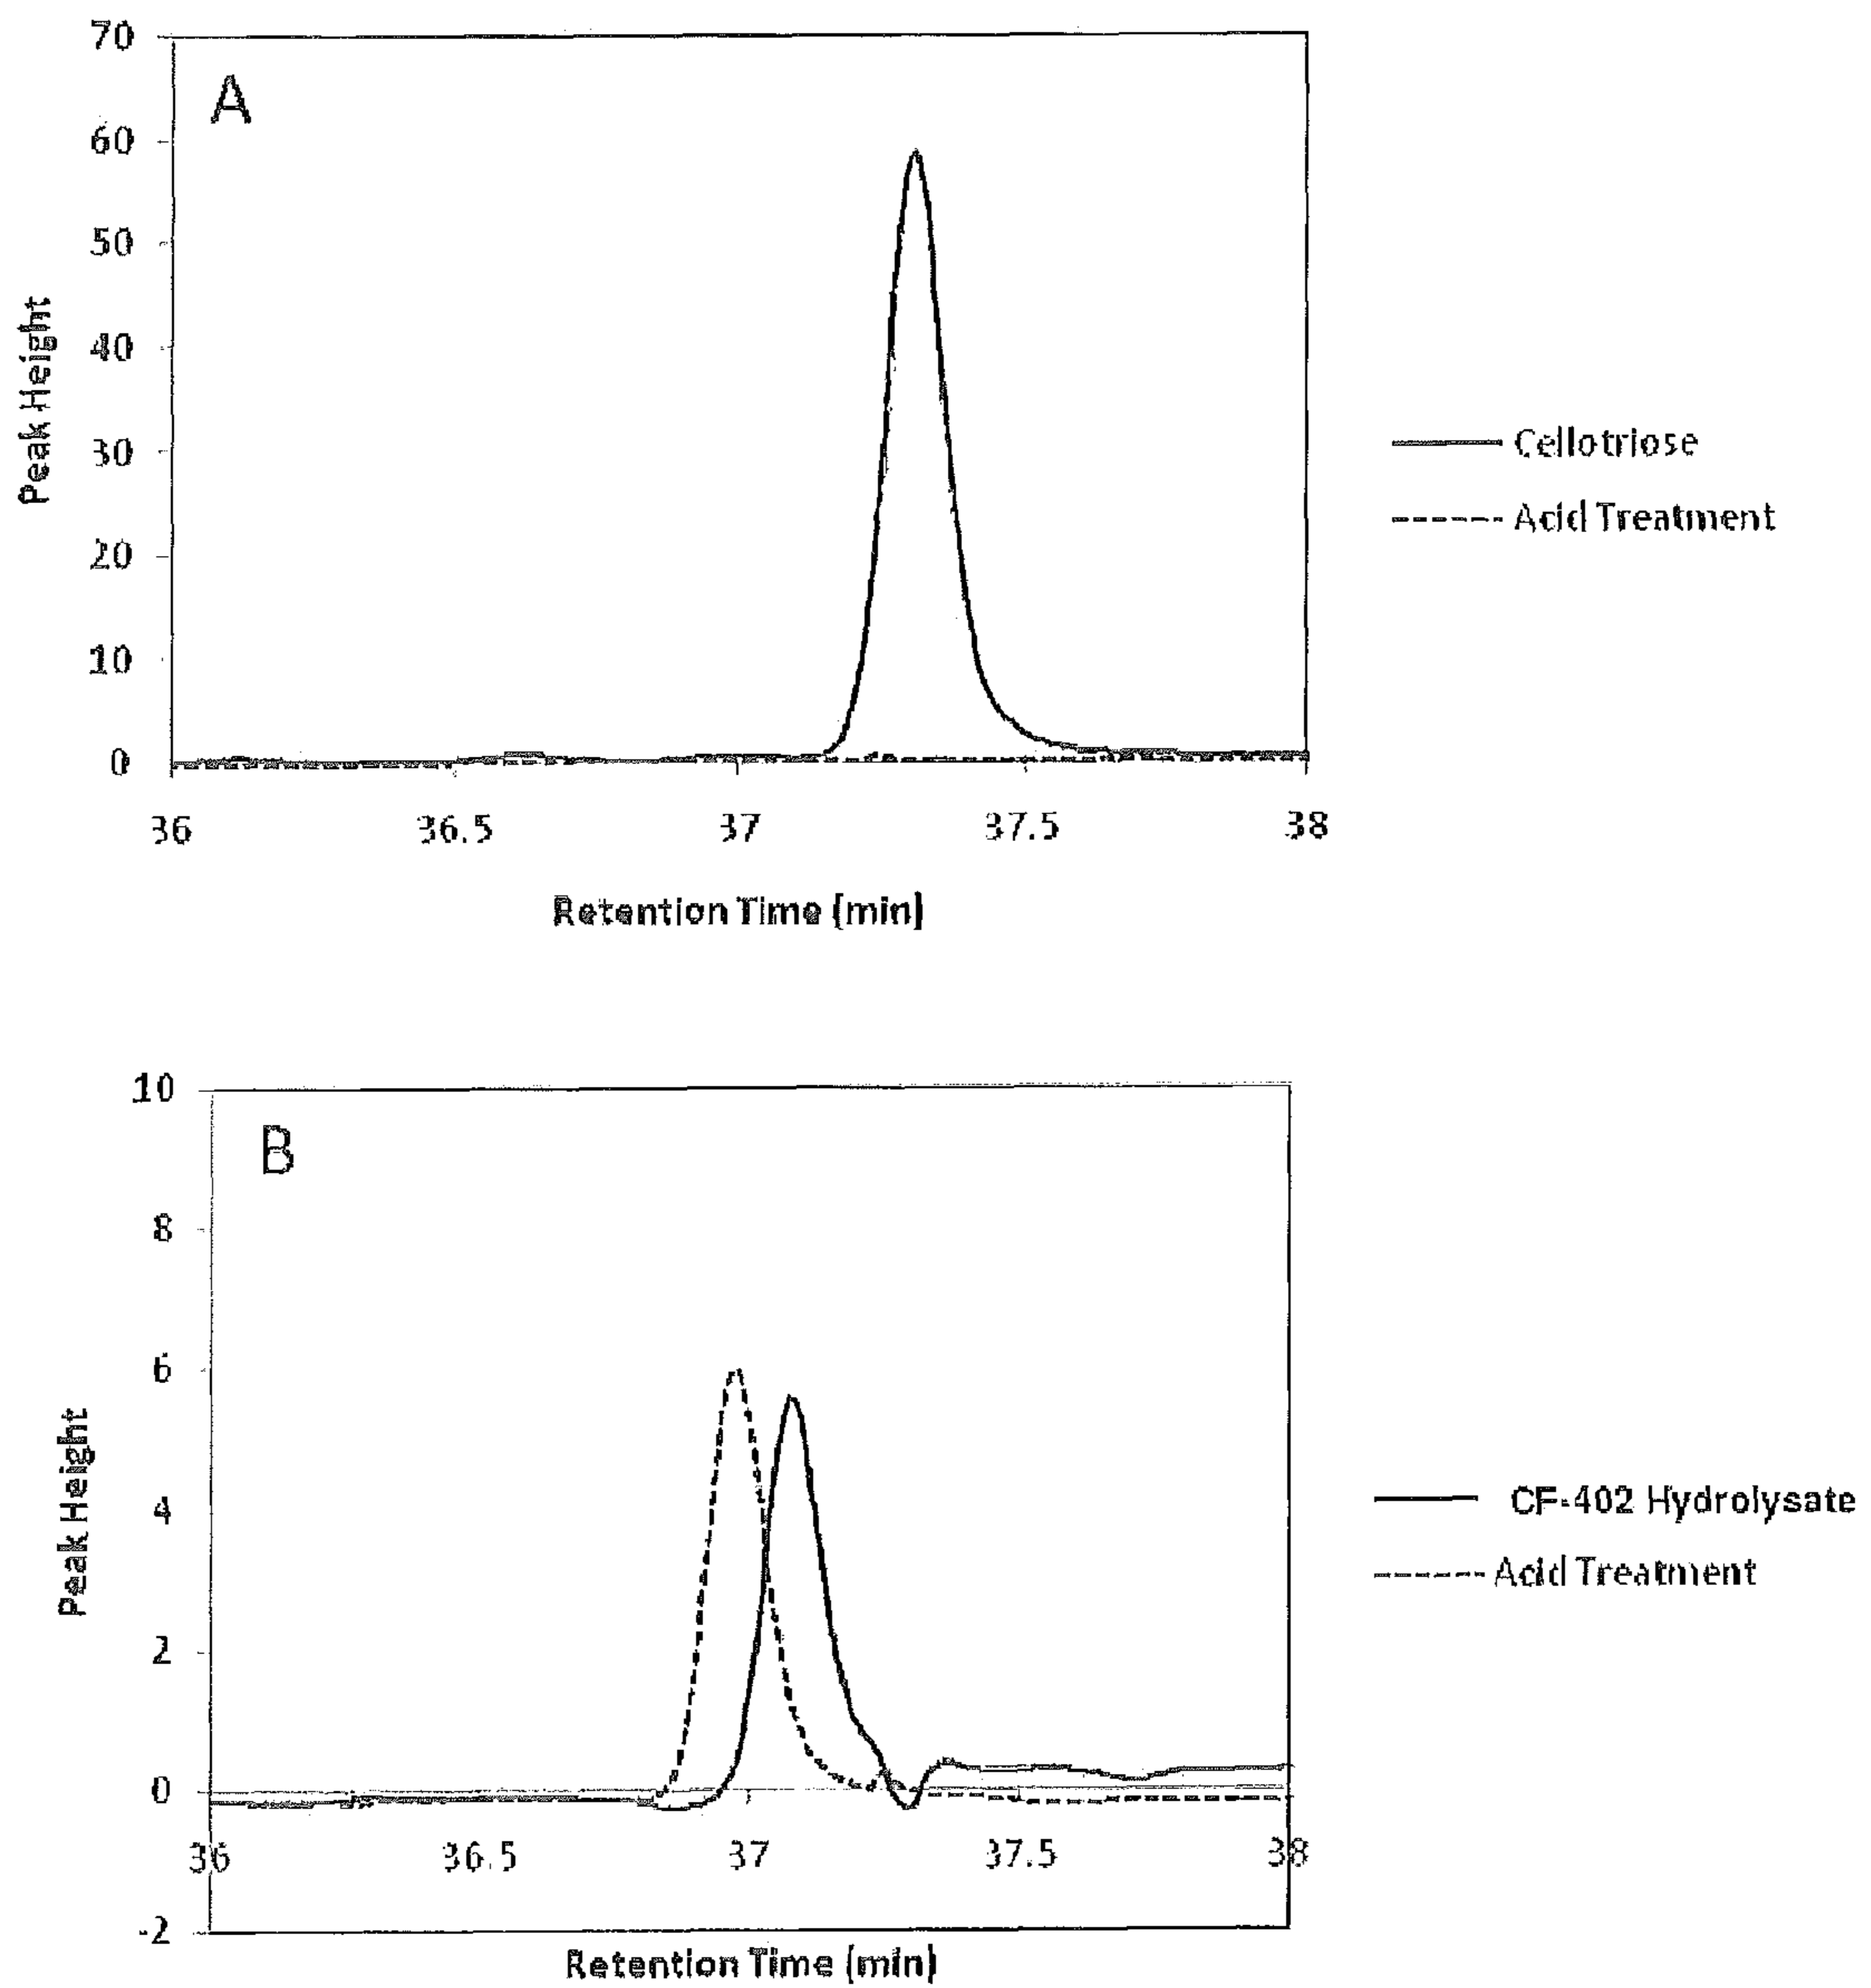 70
A
60
50
40
30
20
10
0
Peak Height
Cellotriose
Acid Treatment
36 36.5 37 37.5 38
Retention Time (min)
10
B
8
6
4
2
0
-2
Peak Height
CF-402 Hydrolysate
Acid Treatment
36 36.5 37 37.5 38
Retention Time (min)